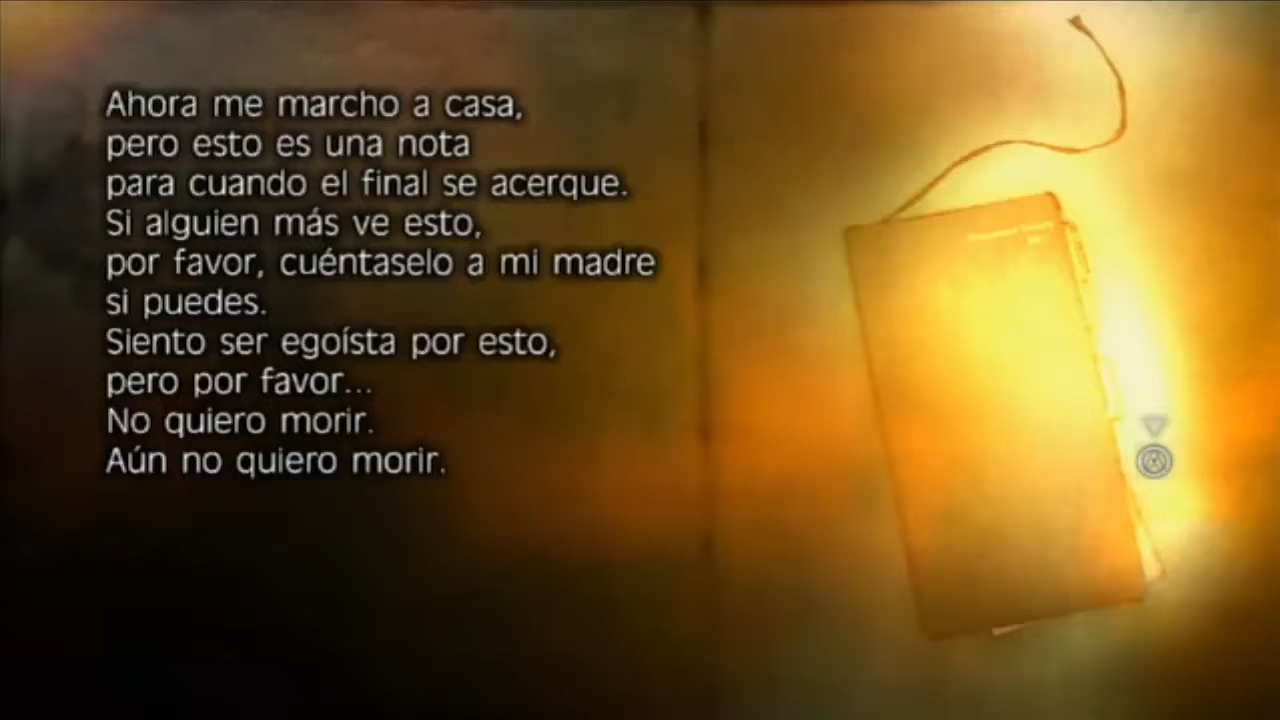 Ahora me marcho a casa,
pero esto es una nota
para cuando el final se acerque.
Si alguien más ve esto,
por favor, cuéntaselo a mi madre
si puedes.
Siento ser egoísta por esto,
pero por favor...
No quiero morir.
Aún no quiero morir.